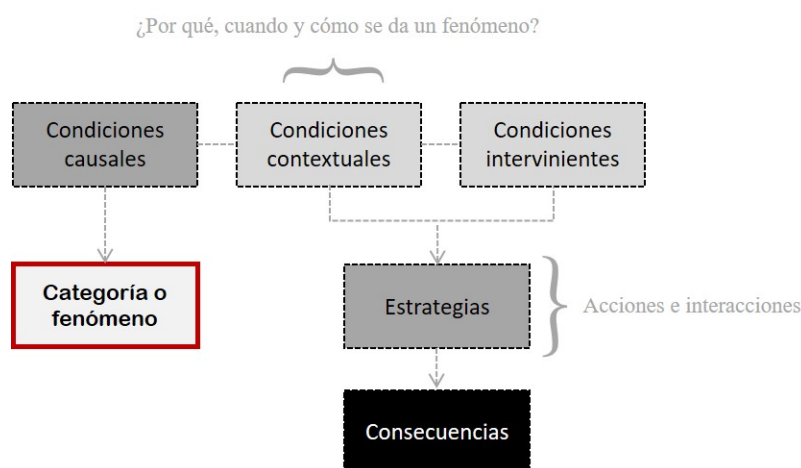 ¿Por qué, cuando y cómo se da un fenómeno?
Condiciones
causales
Condiciones
contextuales
Condiciones
intervinientes
Categoría o
fenómeno
Estrategias
Acciones e interacciones
Consecuencias